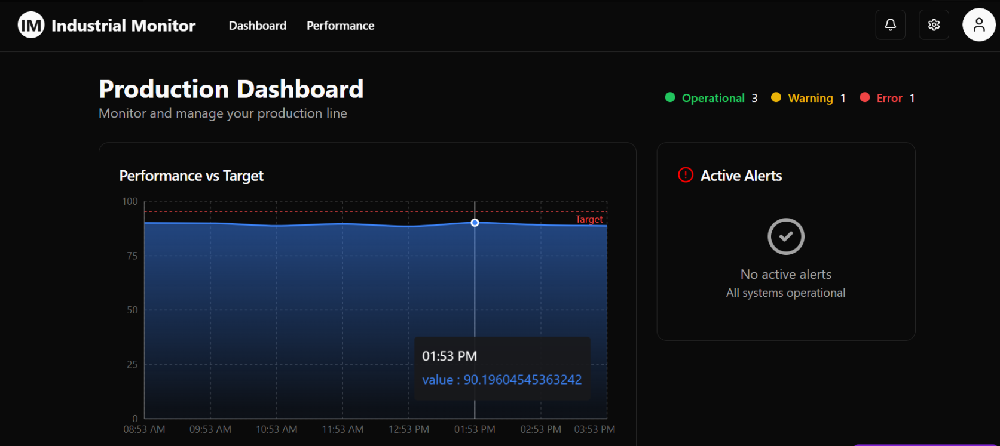 IM Industrial Monitor Dashboard Performance
Production Dashboard
Monitor and manage your production line
Operational 3 Warning 1 Error 1
Performance vs Target
100
75
50
25
0
Target
01:53 PM
value : 90.19604545363242
08:53 AM 09:53 AM 10:53 AM 11:53 AM 12:53 PM 01:53 PM 02:53 PM 03:53 PM
Active Alerts
No active alerts
All systems operational